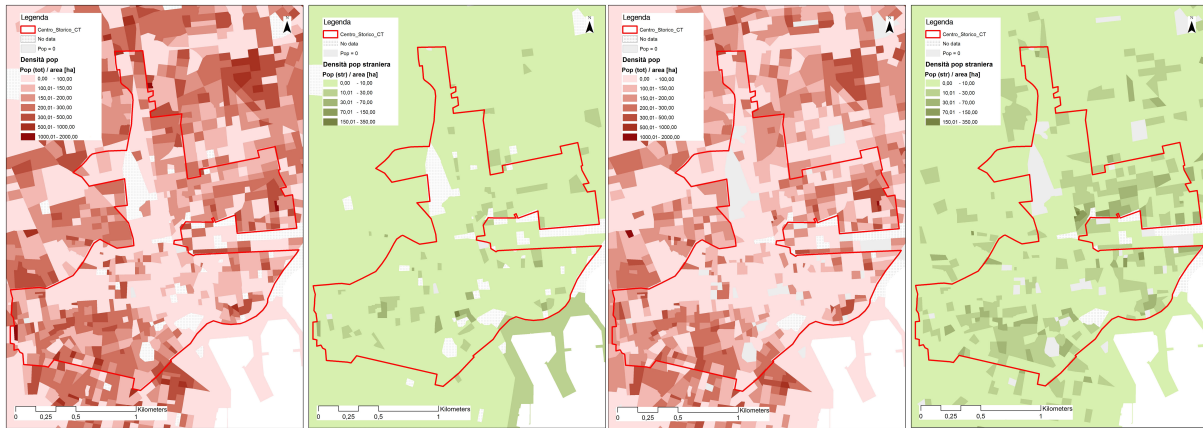 Legenda
Centro_Storico_CT
No data
Pop = 0
Densità pop
Pop (tot) / area [ha]
0,00 - 100,00
100,01 - 150,00
150,01 - 200,00
200,01 - 300,00
300,01 - 500,00
500,01 - 1000,00
1000,01 - 2000,00
N
Kilometers
0 0,25 0,5 1
Legenda
Centro_Storico_CT
No data
Pop = 0
Densità pop straniera
Pop (str) / area [ha]
0,00 - 10,00
10,01 - 30,00
30,01 - 70,00
70,01 - 150,00
150,01 - 350,00
N
Kilometers
0 0,25 0,5 1
Legenda
Centro_Storico_CT
No data
Pop = 0
Densità pop
Pop (tot) / area [ha]
0,00 - 100,00
100,01 - 150,00
150,01 - 200,00
200,01 - 300,00
300,01 - 500,00
500,01 - 1000,00
1000,01 - 2000,00
N
Kilometers
0 0,25 0,5 1
Legenda
Centro_Storico_CT
No data
Pop = 0
Densità pop straniera
Pop (str) / area [ha]
0,00 - 10,00
10,01 - 30,00
30,01 - 70,00
70,01 - 150,00
150,01 - 350,00
N
Kilometers
0 0,25 0,5 1